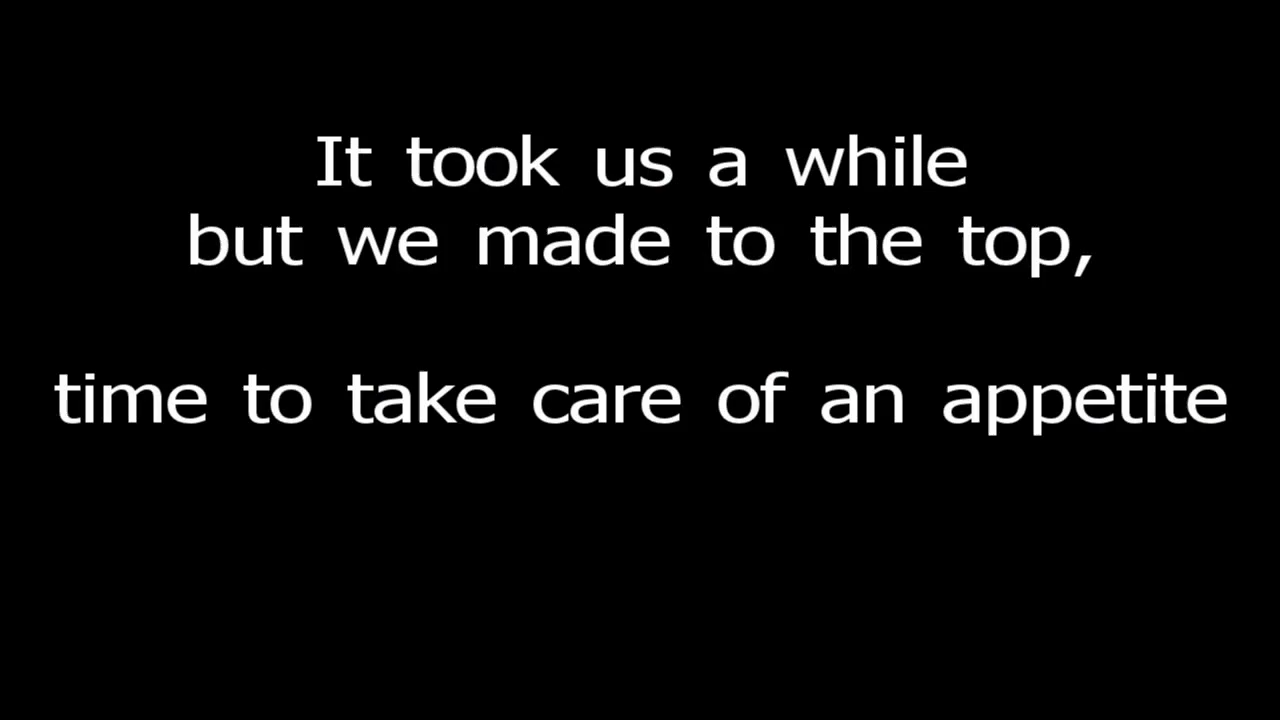 It took us a while
but we made to the top,
time to take care of an appetite